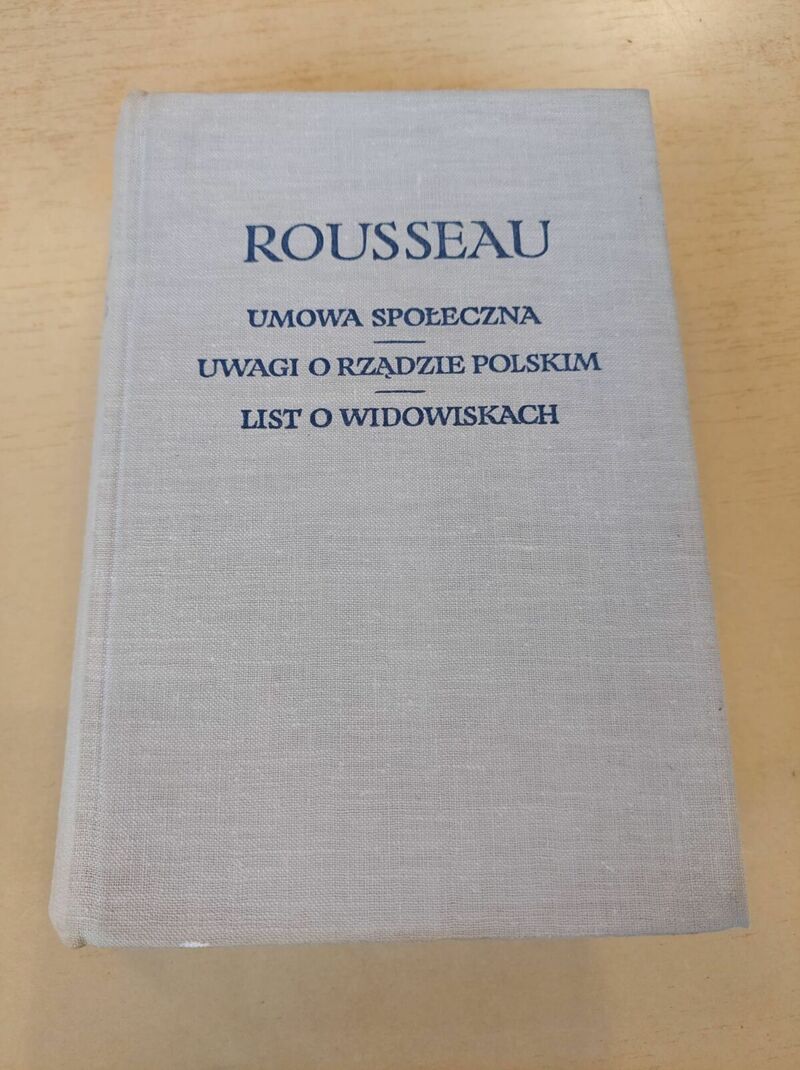 ROUSSEAU
UMOWA SPOŁECZNA
UWAGI O RZĄDZIE POLSKIM
LIST O WIDOWISKACH